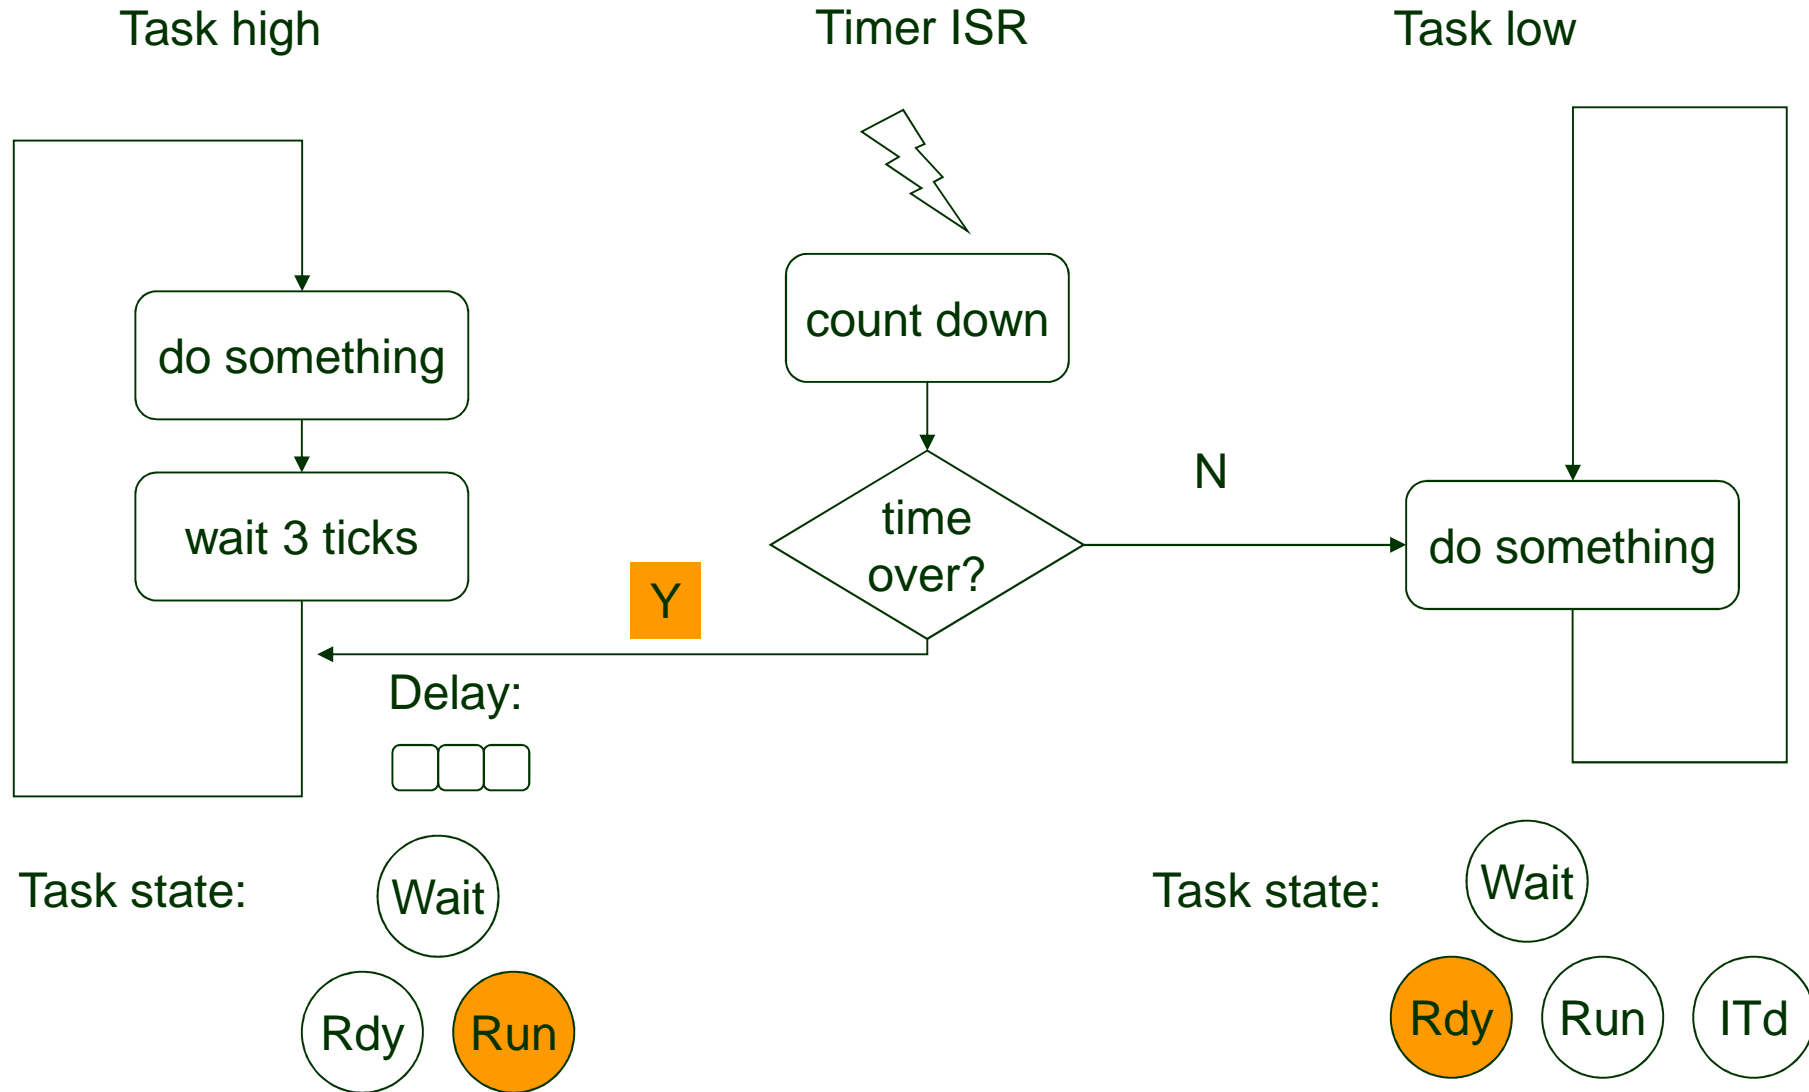 Task high
Timer ISR
Task low
do something
wait 3 ticks
count down
time
over?
Y
N
do something
Delay:
Task state:
Wait
Rdy
Run
Task state:
Wait
Rdy
Run
ITd